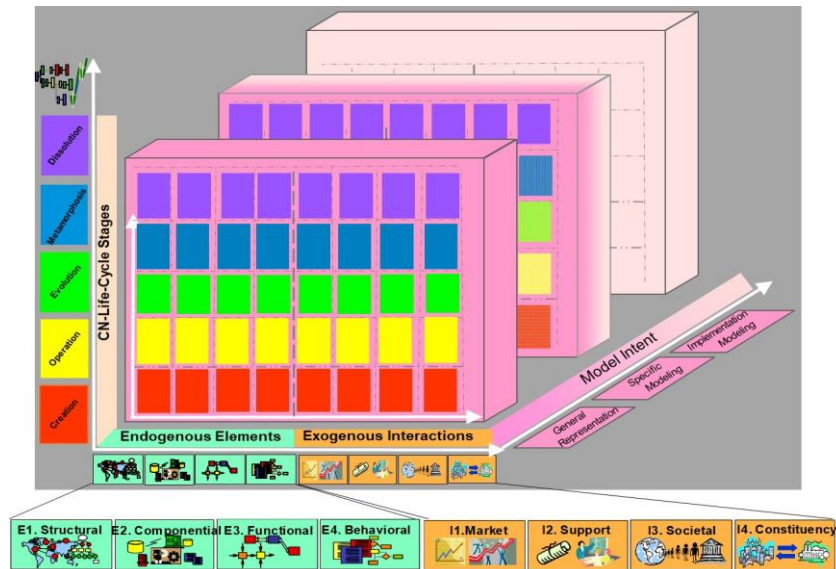 Dissolution
Metamorphosis
Evolution
Operation
Creation
CN-Life-Cycle Stages
Endogenous Elements
Exogenous Interactions
Model Intent
General
Representation
Specific
Modeling
Implementation
Modeling
E1. Structural
E2. Componential
E3. Functional
E4. Behavioral
I1.Market
I2. Support
I3. Societal
I4. Constituency